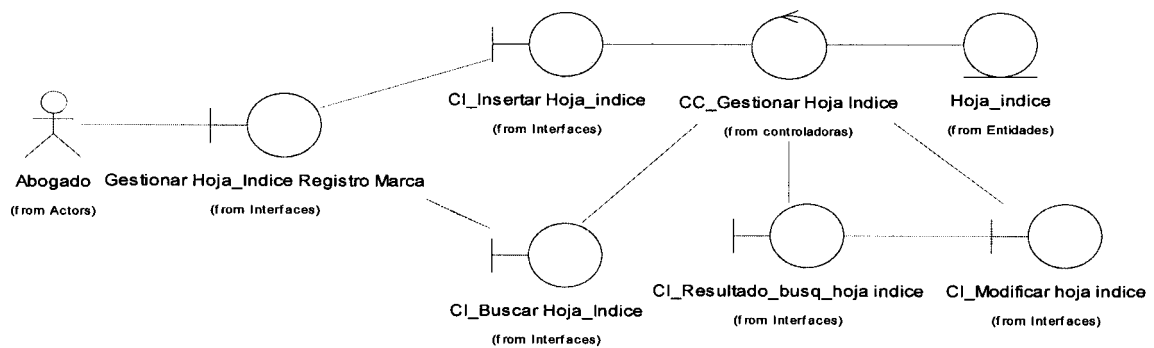 CI_Insertar Hoja_indice
(from Interfaces)
CC_Gestionar Hoja Indice
(from controladoras)
Hoja_indice
(from Entidades)
Abogado
(from Actors)
Gestionar Hoja_Indice Registro Marca
(from Interfaces)
CI_Buscar Hoja_Indice
(from Interfaces)
CI_Resultado_busq_hoja indice
(from Interfaces)
CI_Modificar hoja indice
(from Interfaces)